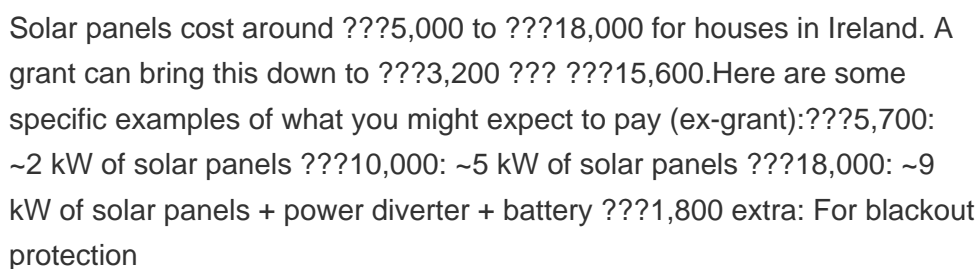 Solar panels cost around ???5,000 to ???18,000 for houses in Ireland. A
grant can bring this down to ???3,200 ??? ???15,600.Here are some
specific examples of what you might expect to pay (ex-grant):???5,700:
~2 kW of solar panels ???10,000: ~5 kW of solar panels ???18,000: ~9
kW of solar panels + power diverter + battery ???1,800 extra: For blackout
protection